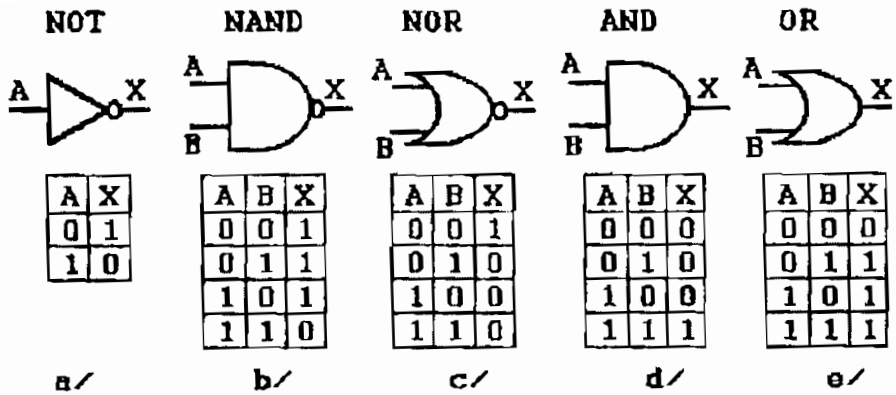 NOT NAND NOR AND OR
A X A B X A B X A B X A B X
A X A B X A B X A B X A B X
0 1 0 0 1 0 0 1 0 0 0 0 0 0
1 0 0 1 1 0 1 0 0 1 0 0 1 1
1 0 1 1 0 0 1 0 0 1 0 1
1 1 0 1 1 0 1 1 1 1 1 1
a/ b/ c/ d/ e/